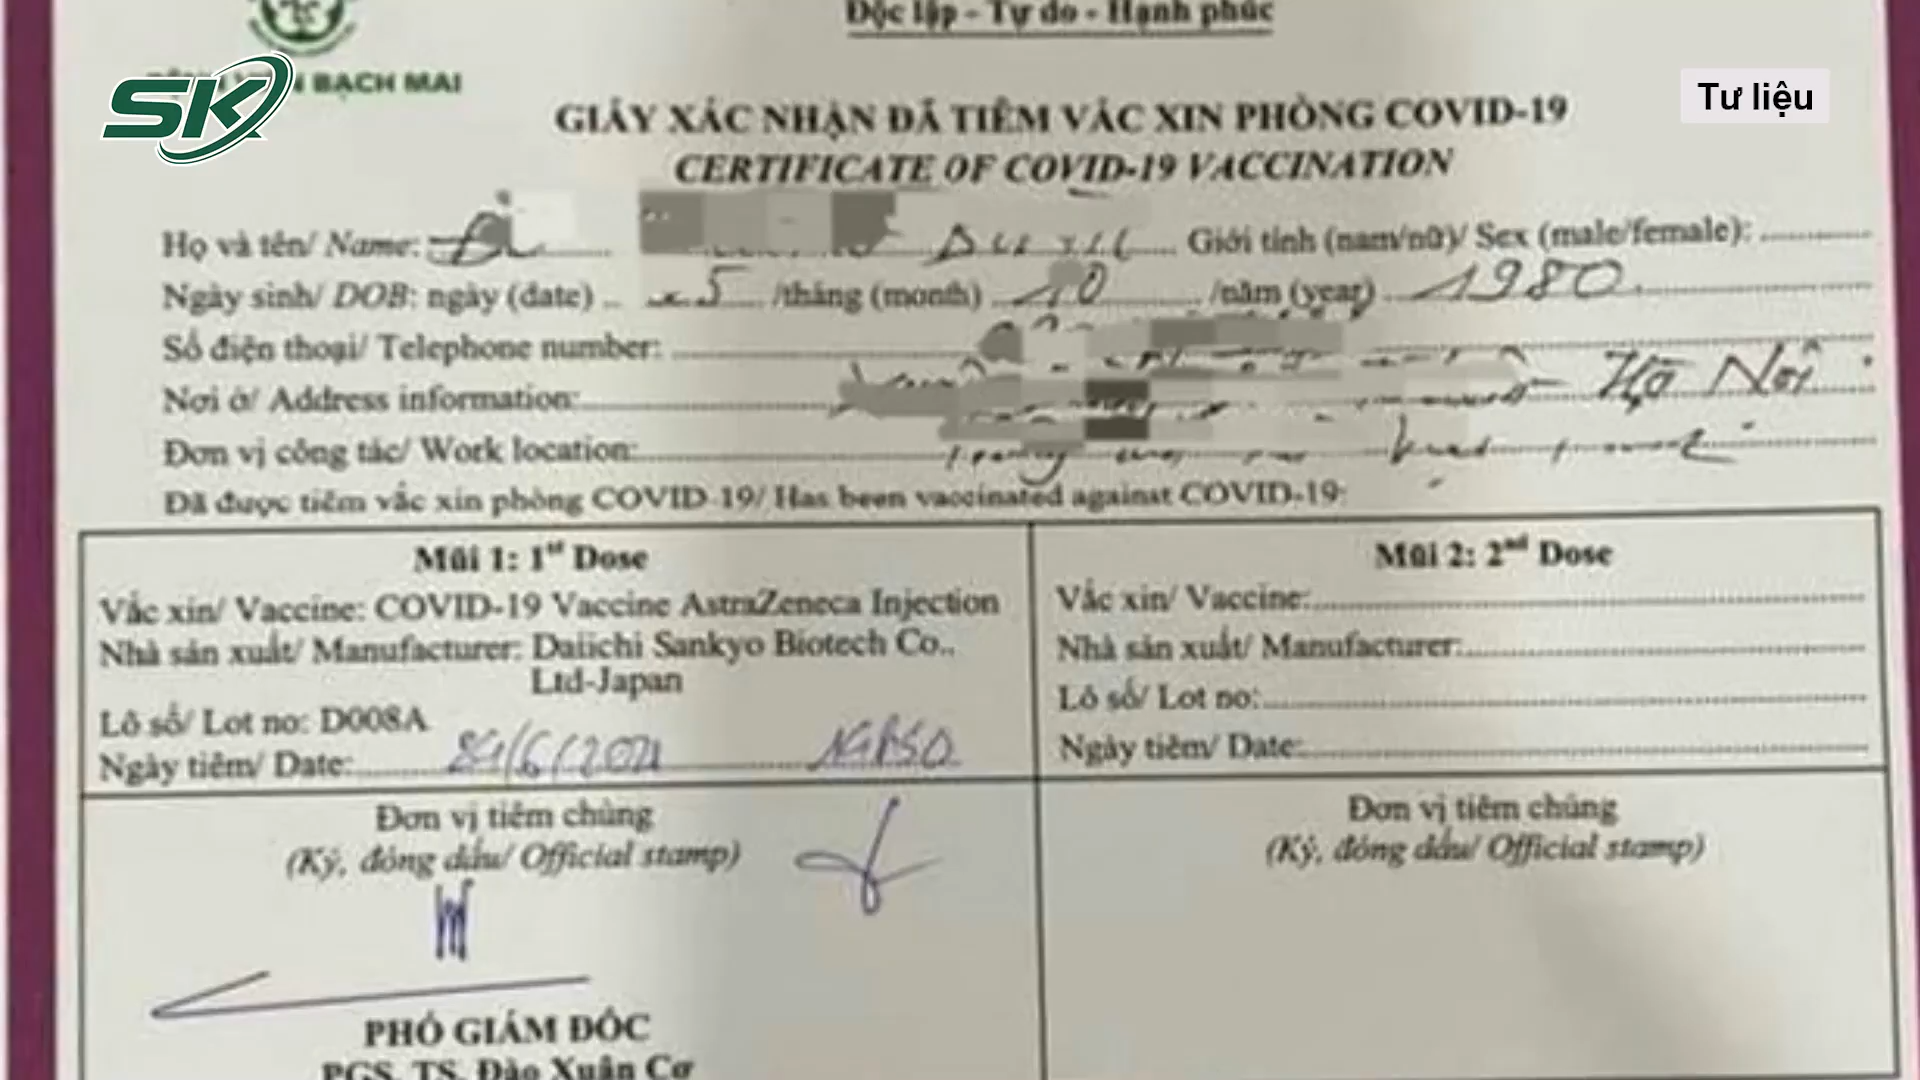 Độc lập - Tự do - Hạnh phúc
SK
BẠCH MAI
Tư liệu
GIẤY XÁC NHẬN ĐÃ TIÊM VẮC XIN PHÒNG COVID-19
CERTIFICATE OF COVID-19 VACCINATION
Họ và tên/ Name: Giới tính (nam/nữ)/ Sex (male/female):
Ngày sinh/ DOB: ngày (date) /tháng (month) 10 /năm (year) 1980
Số điện thoại/ Telephone number:
Nơi ở/ Address information: Hà Nội
Đơn vị công tác/ Work location:
Đã được tiêm vắc xin phòng COVID-19/ Has been vaccinated against COVID-19:
Mũi 1: 1st Dose
Vắc xin/ Vaccine: COVID-19 Vaccine AstraZeneca Injection
Nhà sản xuất/ Manufacturer: Daiichi Sankyo Biotech Co.,
Ltd-Japan
Lô số/ Lot no: D008A
Ngày tiêm/ Date: /6/2021
Đơn vị tiêm chủng
(Ký, đóng dấu/ Official stamp)
PHÓ GIÁM ĐỐC
PGS. TS. Đào Xuân Cơ
Mũi 2: 2nd Dose
Vắc xin/ Vaccine:
Nhà sản xuất/ Manufacturer:
Lô số/ Lot no:
Ngày tiêm/ Date:
Đơn vị tiêm chủng
(Ký, đóng dấu/ Official stamp)